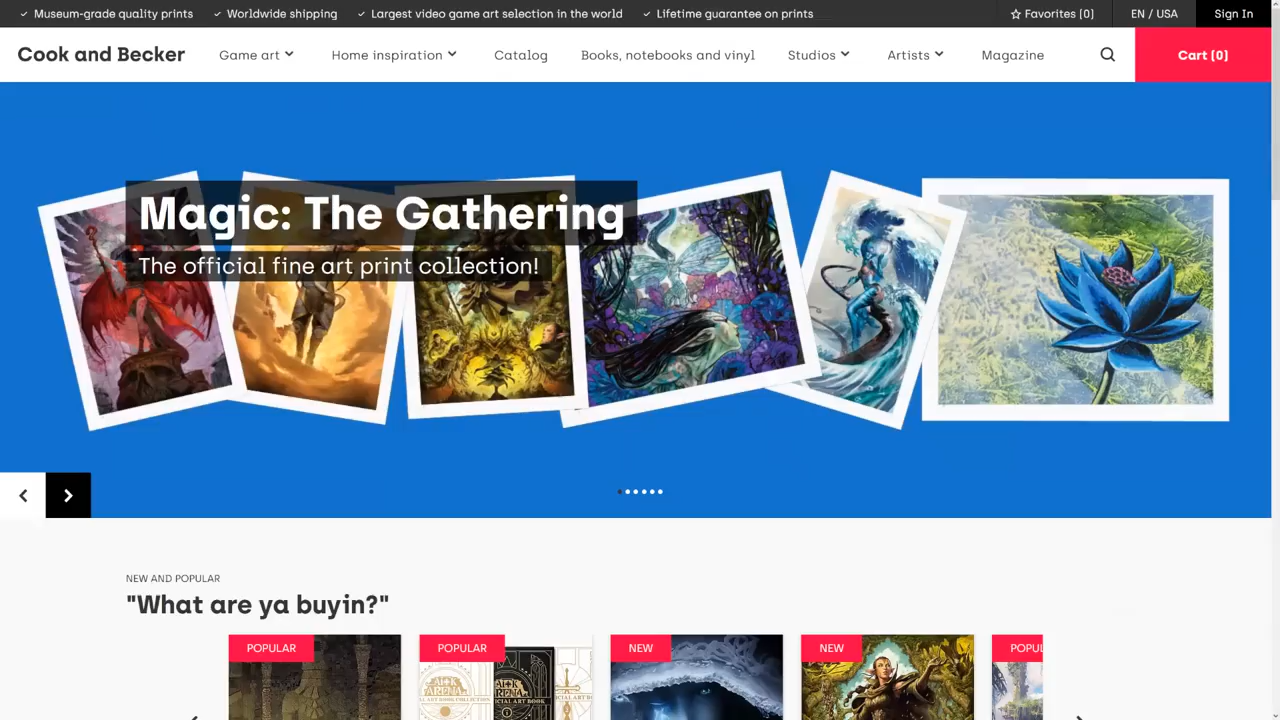 Museum-grade quality prints
Worldwide shipping
Largest video game art selection in the world
Lifetime guarantee on prints
Favorites (0)
EN / USA
Sign In
Cook and Becker
Game art
Home inspiration
Catalog
Books, notebooks and vinyl
Studios
Artists
Magazine
Cart (0)
Magic: The Gathering
The official fine art print collection!
NEW AND POPULAR
"What are ya buyin?"
POPULAR
POPULAR
NEW
NEW
POPUL